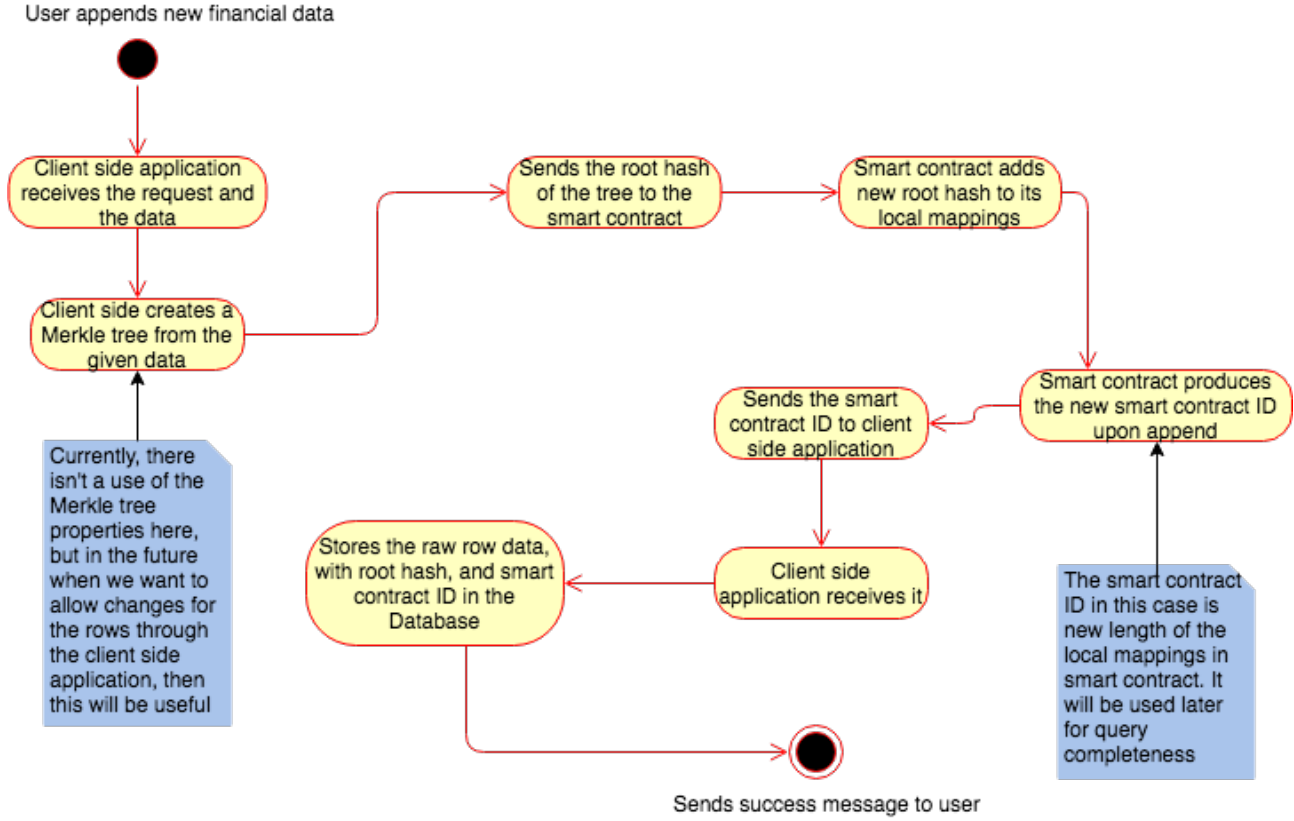 User appends new financial data
Client side application
receives the request and
the data
Sends the root hash
of the tree to the
smart contract
Smart contract adds
new root hash to its
local mappings
Client side creates a
Merkle tree from the
given data
Smart contract produces
the new smart contract ID
upon append
Sends the smart
contract ID to client
side application
Currently, there
isn't a use of the
Merkle tree
properties here,
but in the future
when we want to
allow changes for
the rows through
the client side
application, then
this will be useful
Stores the raw row data,
with root hash, and smart
contract ID in the
Database
Client side
application receives it
The smart contract
ID in this case is
new length of the
local mappings in
smart contract. It
will be used later
for query
completeness
Sends success message to user